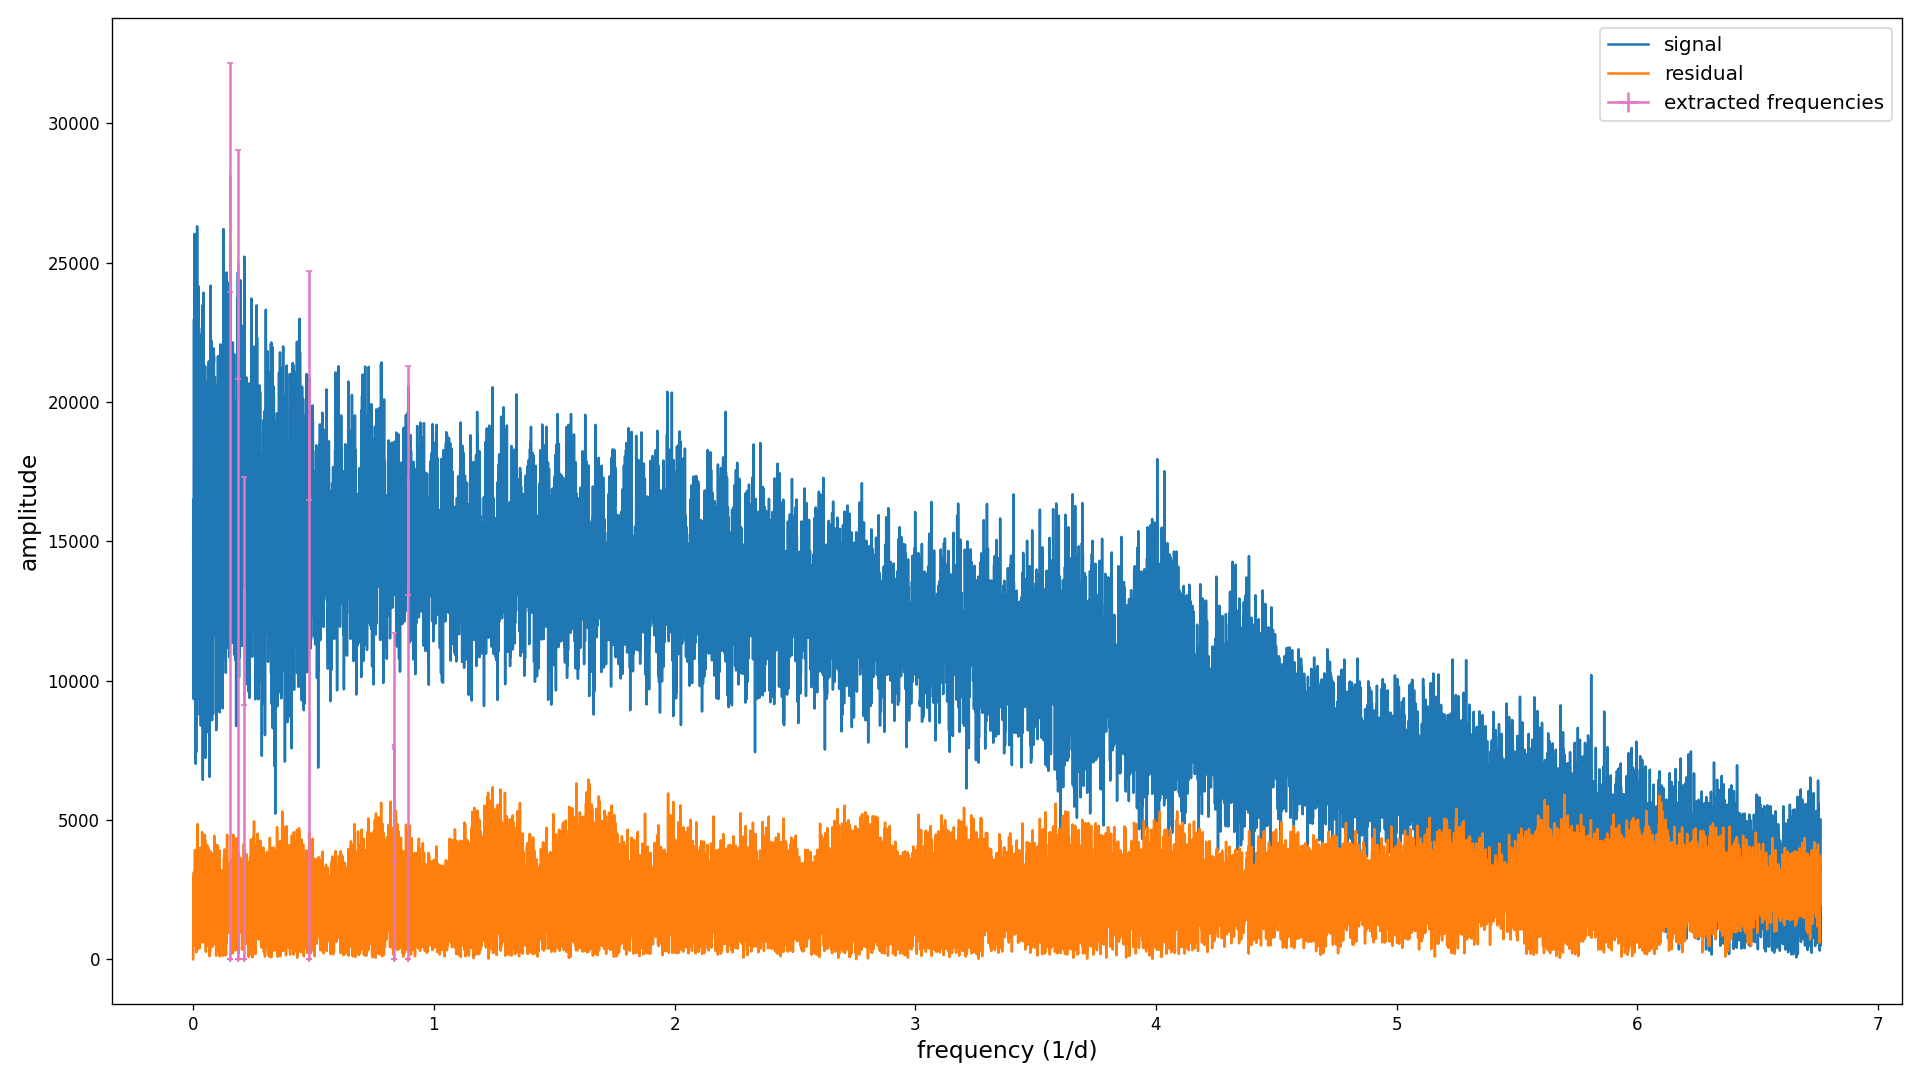 signal
residual
extracted frequencies
30000
25000
20000
15000
10000
5000
0
amplitude
0 1 2 3 4 5 6 7
frequency (1/d)